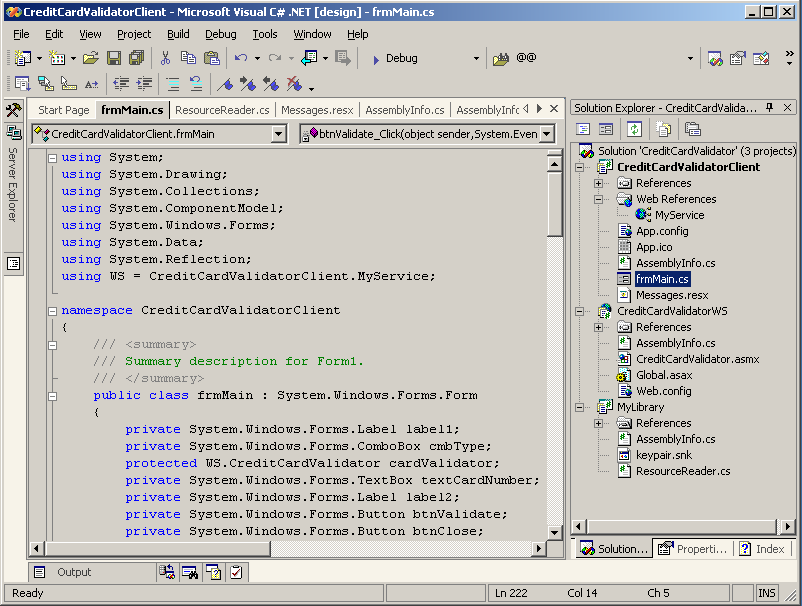 CreditCardValidatorClient - Microsoft Visual C# .NET [design] - frmMain.cs
File Edit View Project Build Debug Tools Window Help
Debug
Start Page frmMain.cs ResourceReader.cs Messages.resx AssemblyInfo.cs AssemblyInfc
CreditCardValidatorClient.frmMain
btnValidate_Click(object sender,System.Even
Server Explorer
using System;
using System.Drawing;
using System.Collections;
using System.ComponentModel;
using System.Windows.Forms;
using System.Data;
using System.Reflection;
using WS = CreditCardValidatorClient.MyService;
namespace CreditCardValidatorClient
{
/// <summary>
/// Summary description for Form1.
/// </summary>
public class frmMain : System.Windows.Forms.Form
{
private System.Windows.Forms.Label label1;
private System.Windows.Forms.ComboBox cmbType;
protected WS.CreditCardValidator cardValidator;
private System.Windows.Forms.TextBox textCardNumber;
private System.Windows.Forms.Label label2;
private System.Windows.Forms.Button btnValidate;
private System.Windows.Forms.Button btnClose;
Solution Explorer - CreditCardValida...
Solution 'CreditCardValidator' (3 projects)
CreditCardValidatorClient
References
Web References
MyService
App.config
App.ico
AssemblyInfo.cs
frmMain.cs
Messages.resx
CreditCardValidatorWS
References
AssemblyInfo.cs
CreditCardValidator.asmx
Global.asax
Web.config
MyLibrary
References
AssemblyInfo.cs
keypair.snk
ResourceReader.cs
Solution... Properti... Index
Output
Ready Ln 222 Col 14 Ch 5 INS